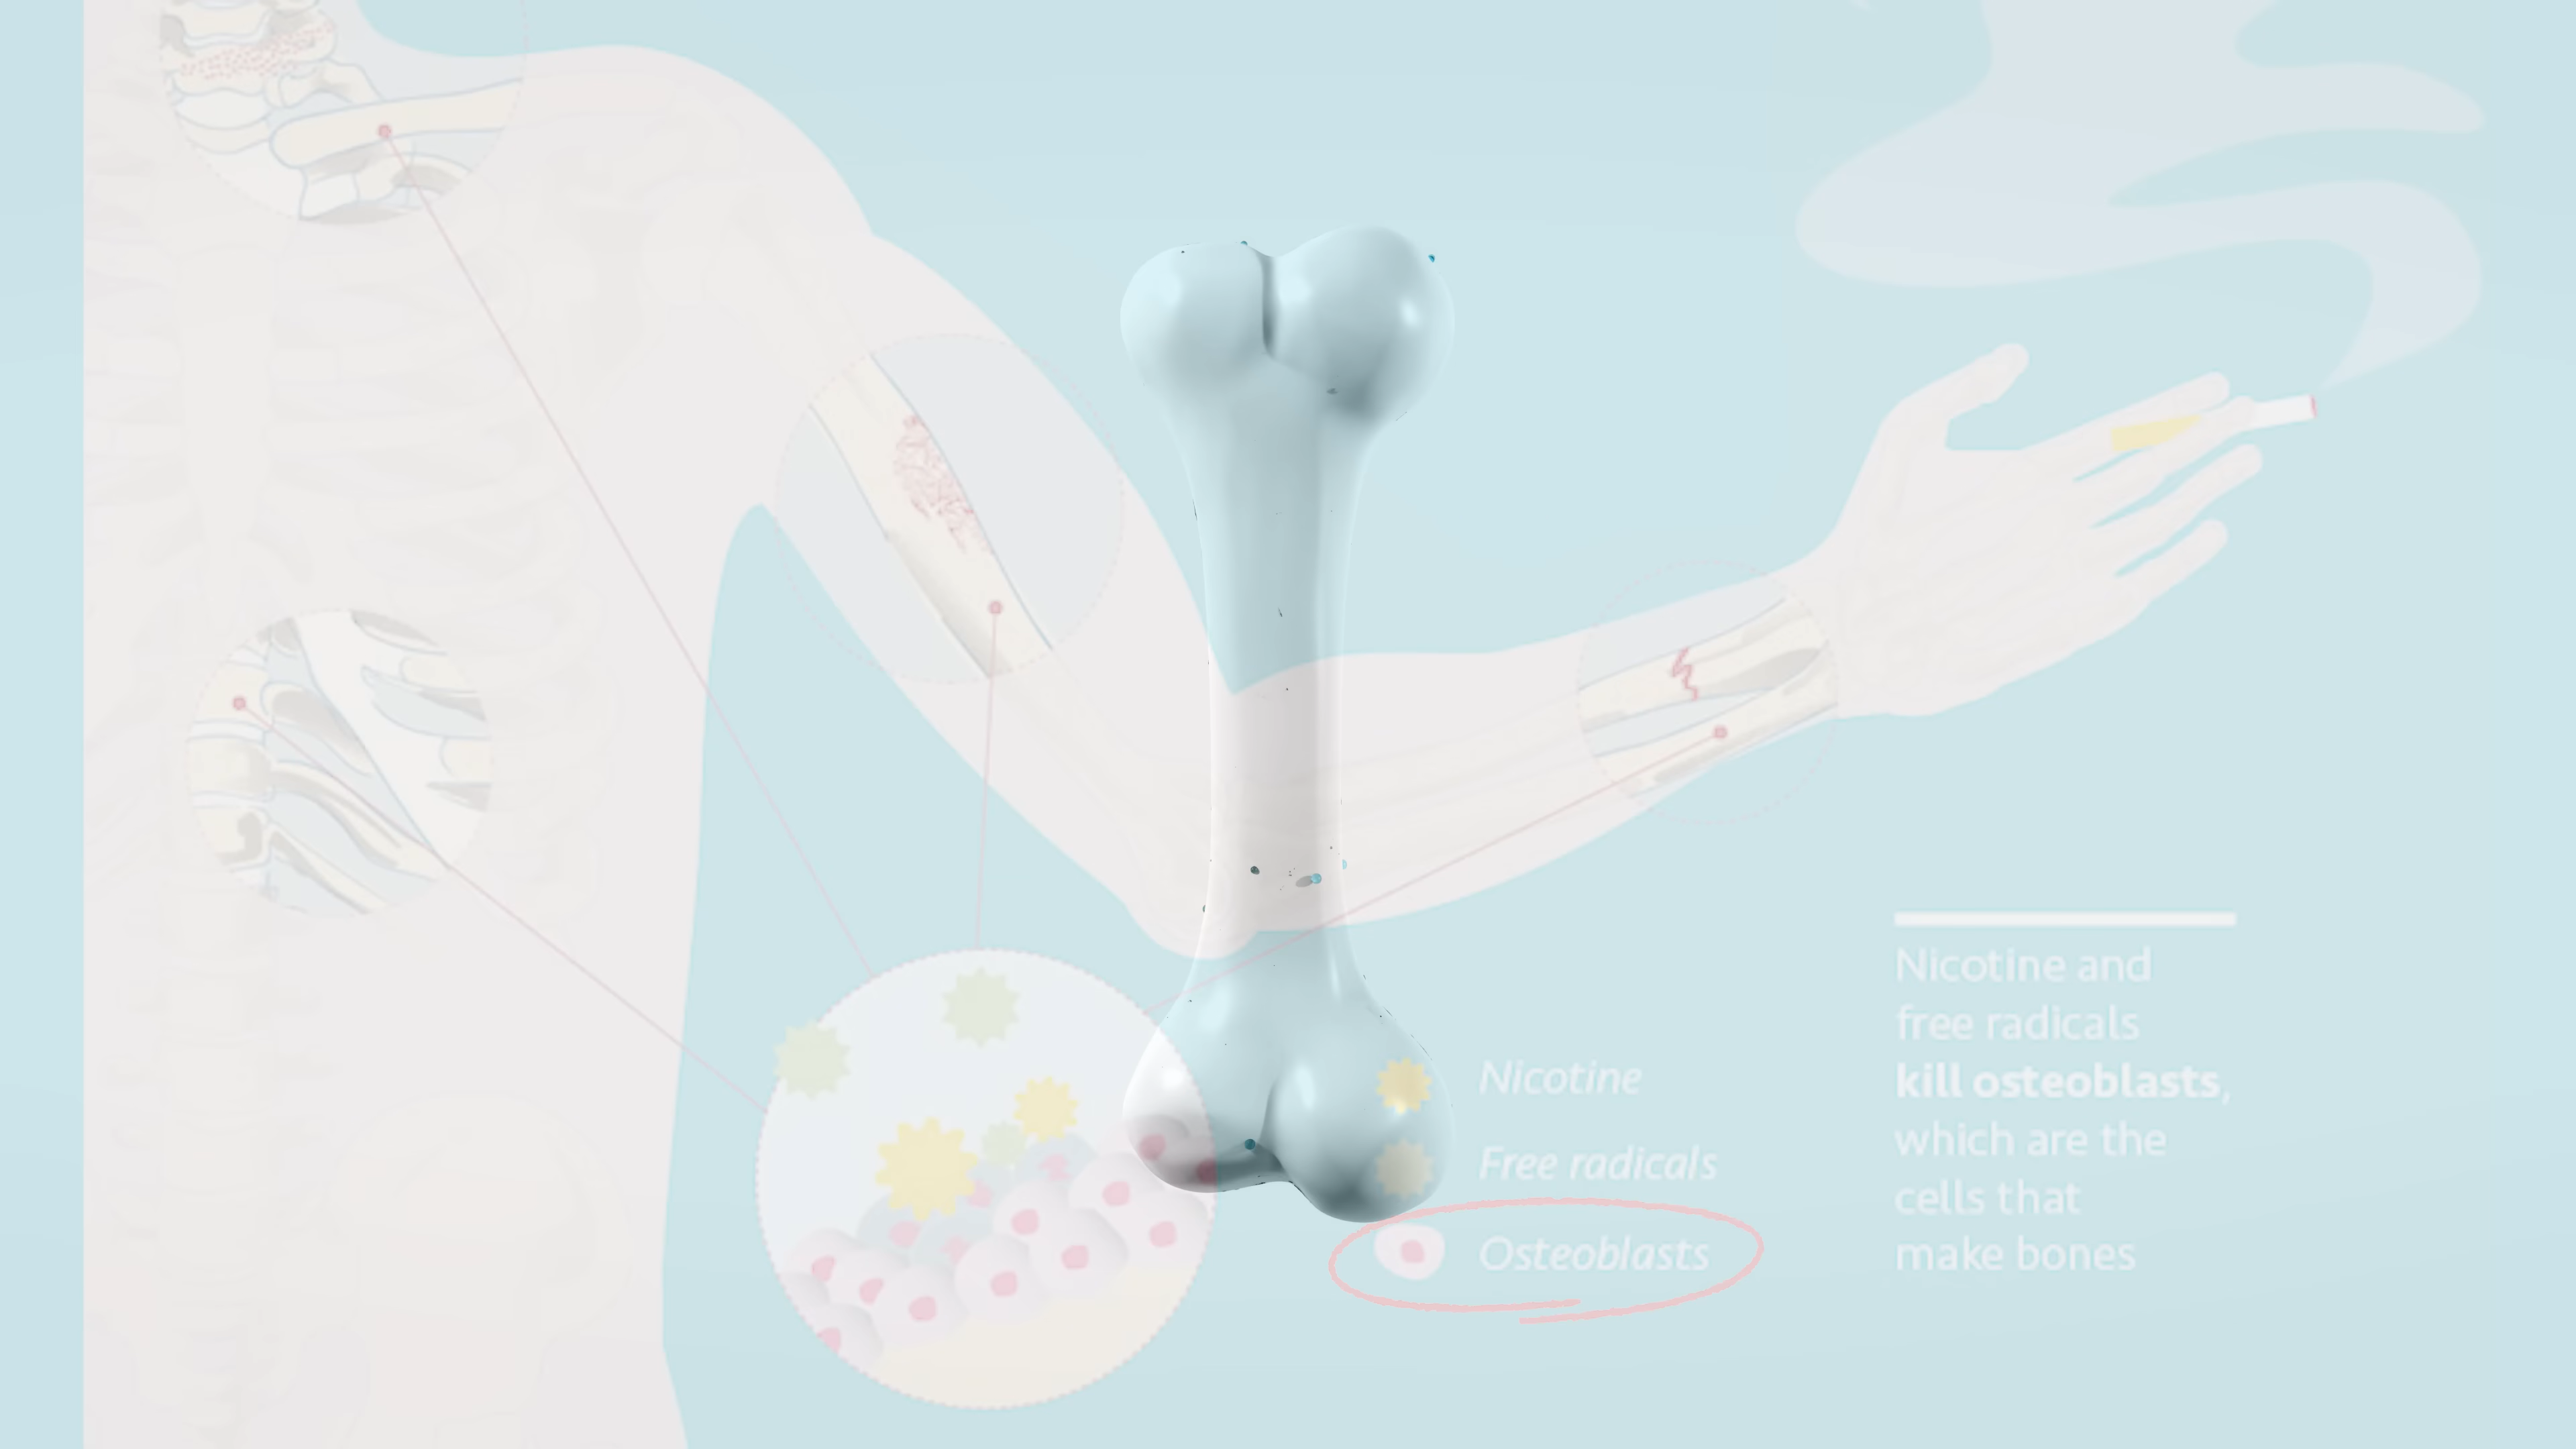 Nicotine
Free radicals
Osteoblasts
Nicotine and
free radicals
kill osteoblasts,
which are the
cells that
make bones